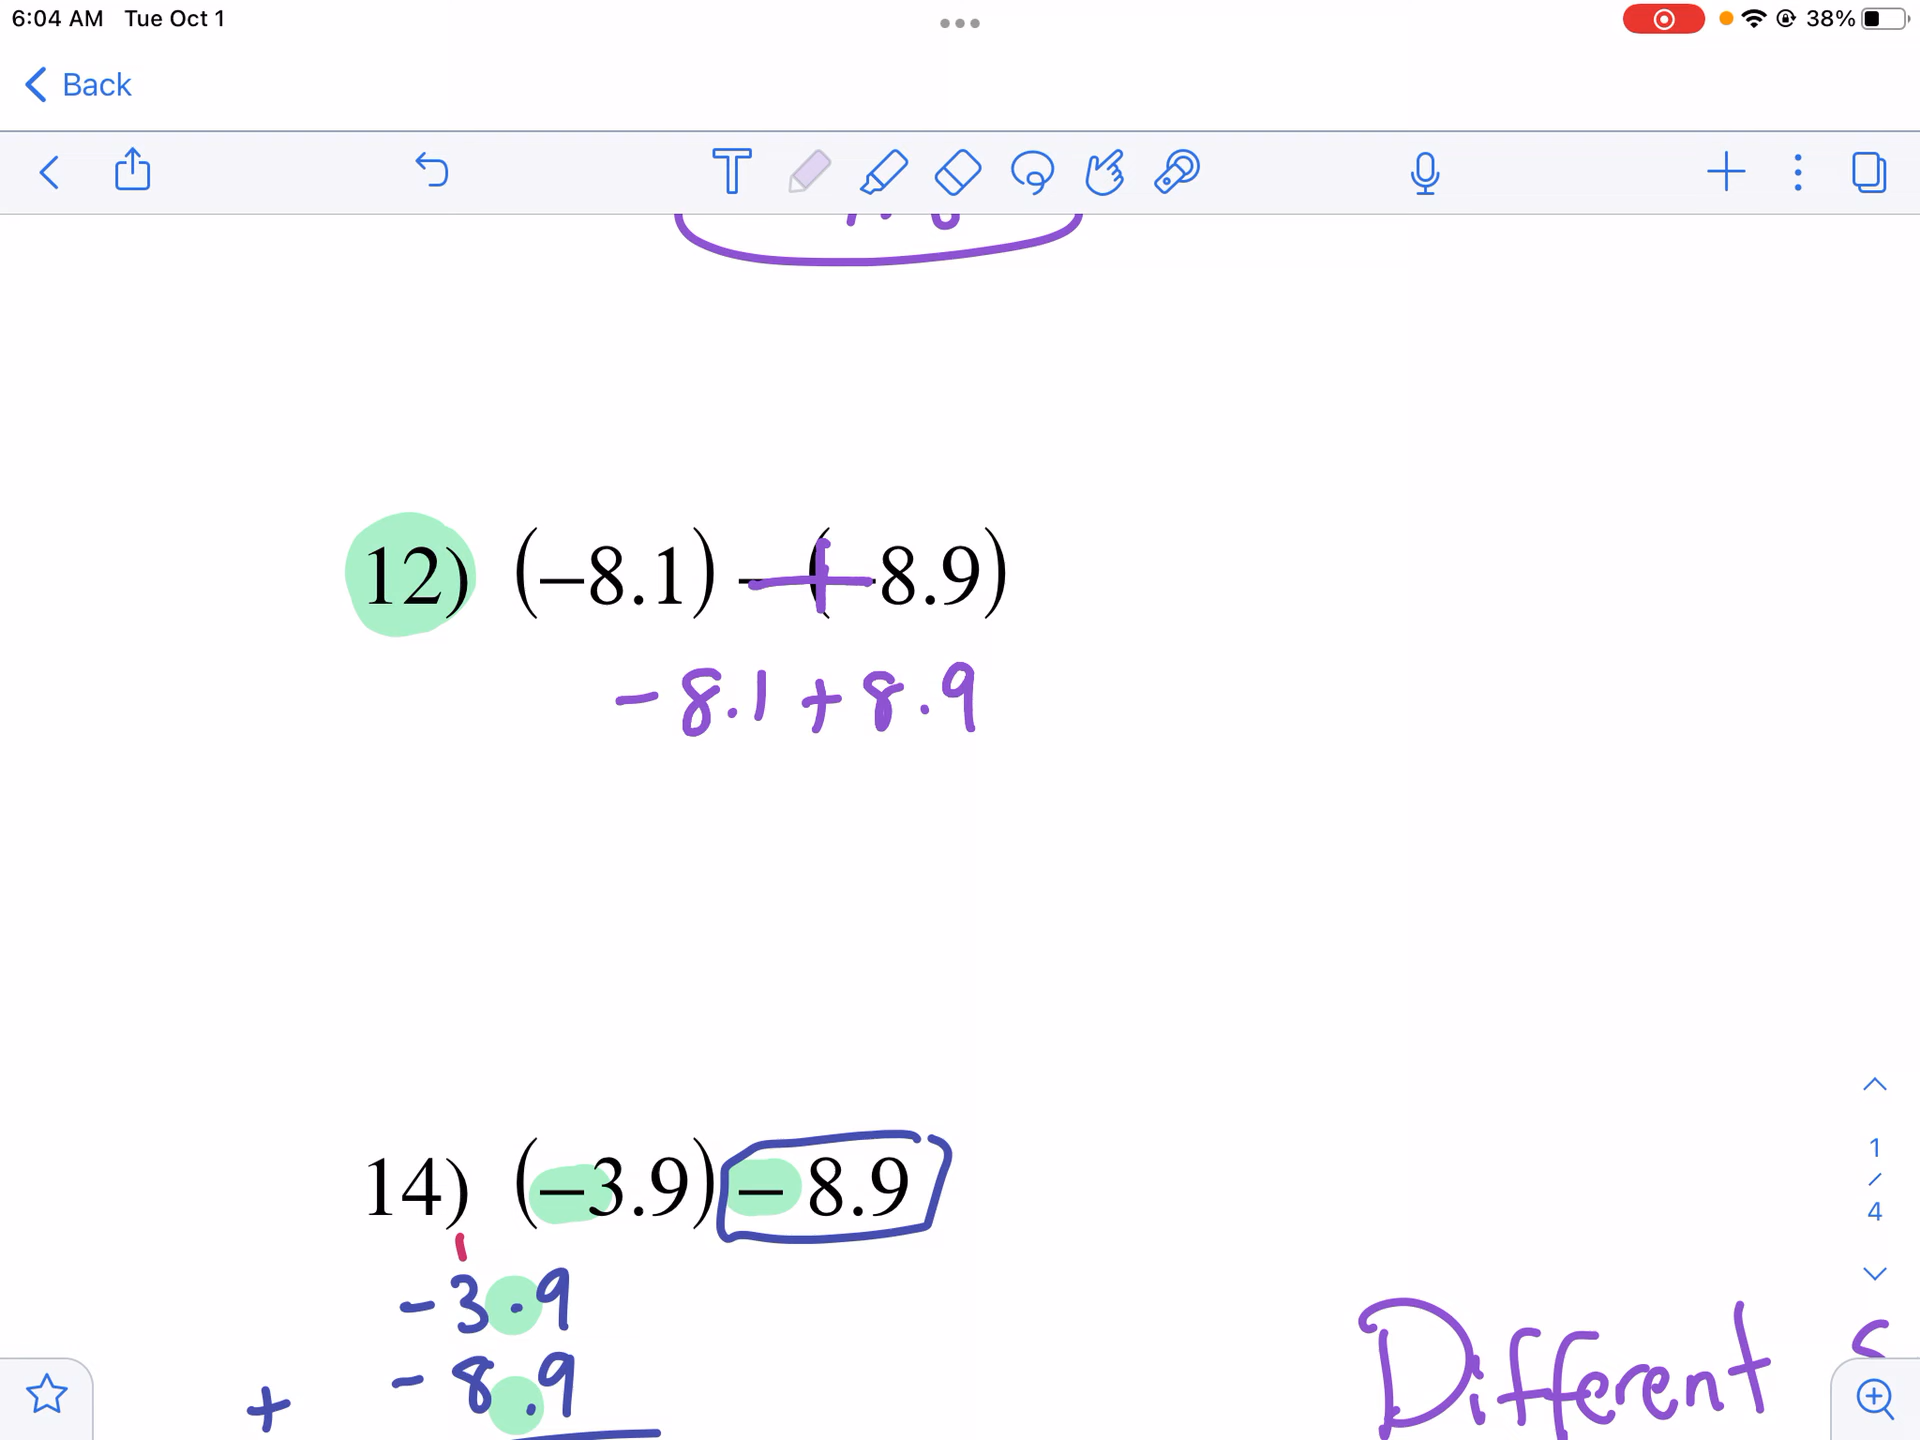 6:04 AM Tue Oct 1
38%
Back
12) (−8.1) − (−8.9)
- 8.1 + 8.9
14) (−3.9) − 8.9
1
- 3.9
- 8.9
+
Different
1
/
4